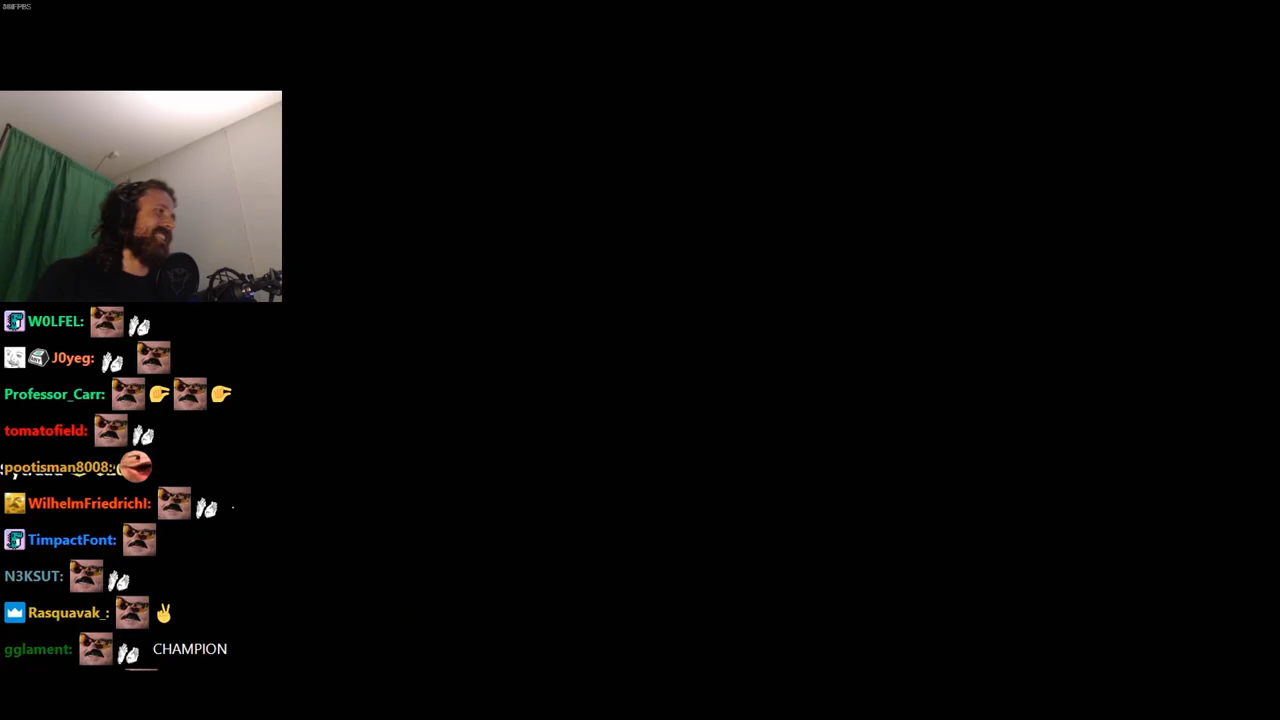 W0LFEL:
J0yeg:
Professor_Carr:
tomatofield:
pootisman8008:
WilhelmFriedrichI:
TimpactFont:
N3KSUT:
Rasquavak_:
gglament: CHAMPION